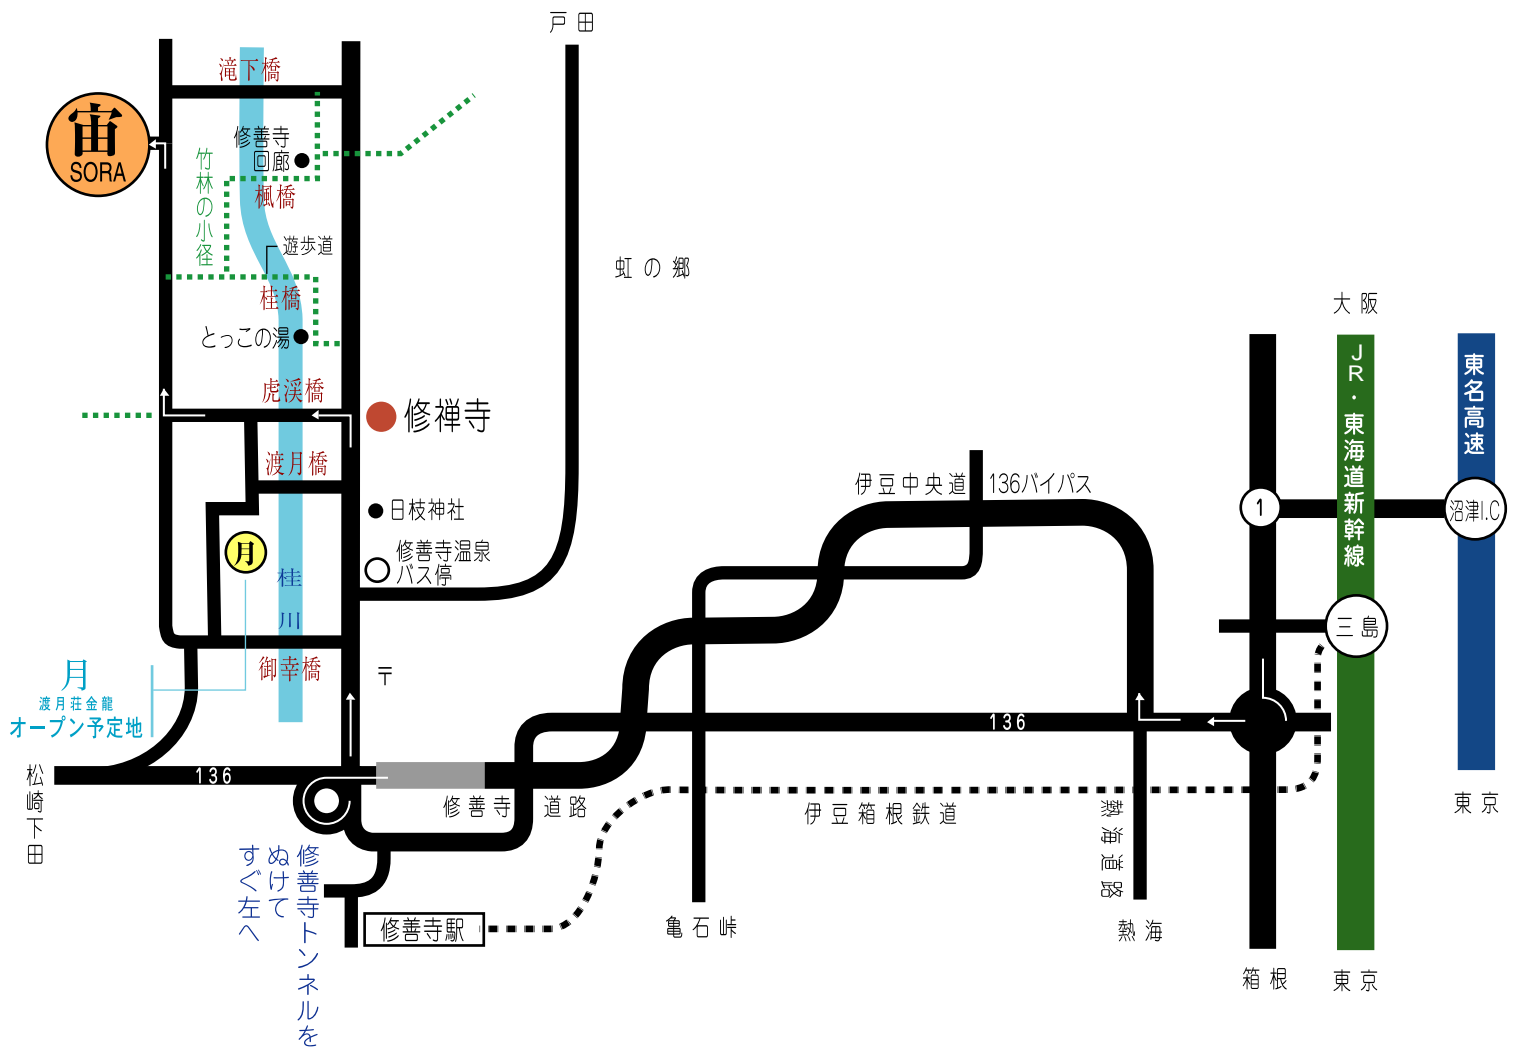 戸田
滝下橋
宙
SORA
修善寺
回廊
竹林の小径
楓橋
遊歩道
桂橋
とっこの湯
虎渓橋
修禅寺
渡月橋
日枝神社
修善寺温泉
バス停
月
桂川
御幸橋
〒
月
渡月荘金龍
オープン予定地
136
松崎
下田
修善寺トンネルを
ぬけて
すぐ左へ
修善寺道路
修善寺駅
虹の郷
伊豆中央道
136バイパス
136
伊豆箱根鉄道
亀石峠
熱海道路
熱海
大阪
JR・東海道新幹線
東名高速
1
沼津I.C
三島
箱根
東京
東京